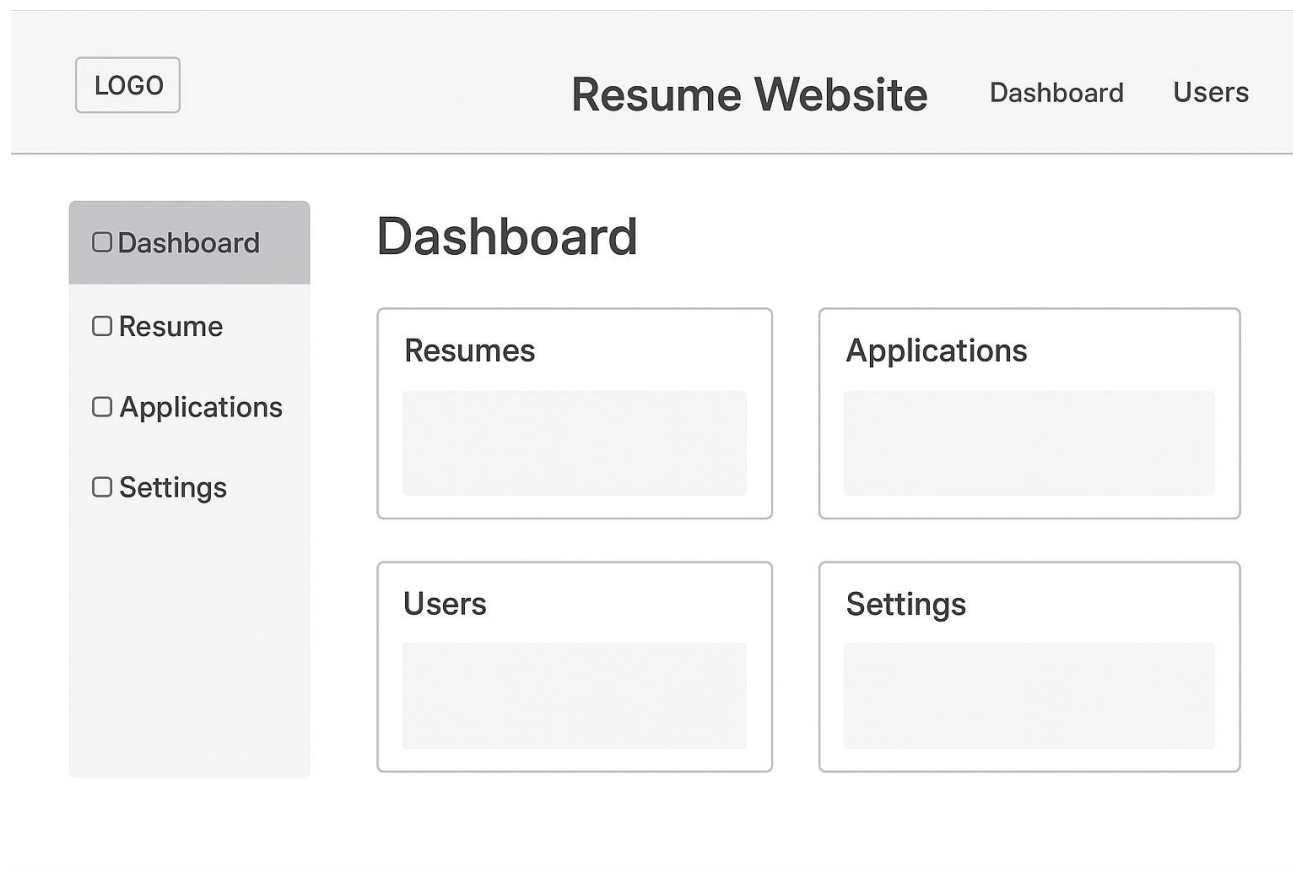 LOGO
Resume Website
Dashboard
Users
Dashboard
Resume
Applications
Settings
Dashboard
Resumes
Applications
Users
Settings